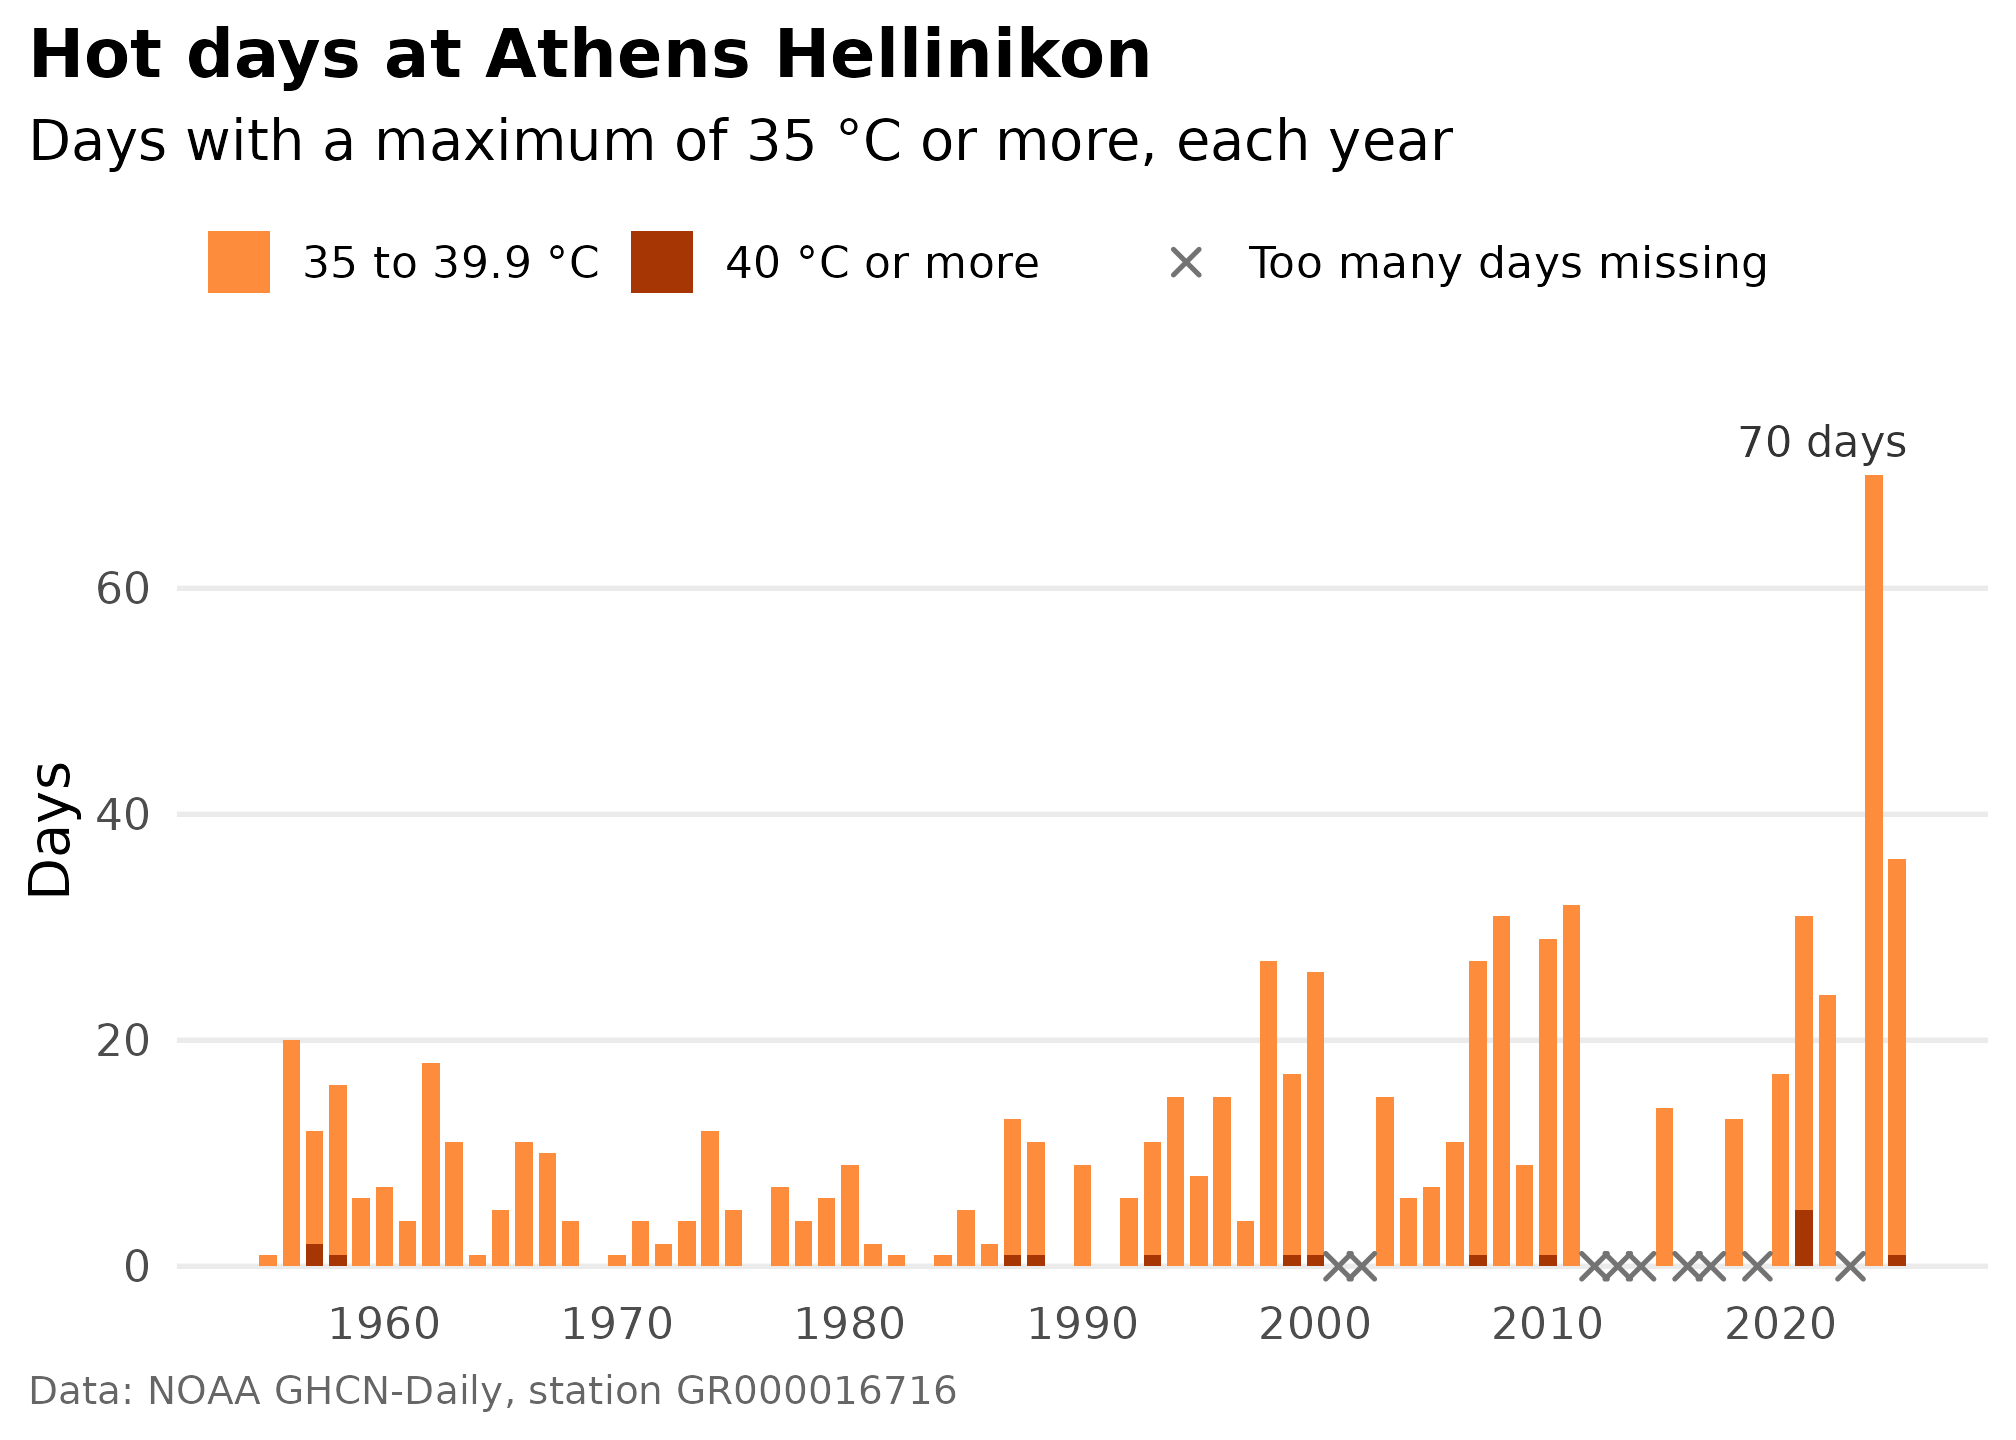 Hot days at Athens Hellinikon
Days with a maximum of 35 °C or more, each year
35 to 39.9 °C 40 °C or more Too many days missing
70 days
60
40
20
0
Days
1960 1970 1980 1990 2000 2010 2020
Data: NOAA GHCN-Daily, station GR000016716